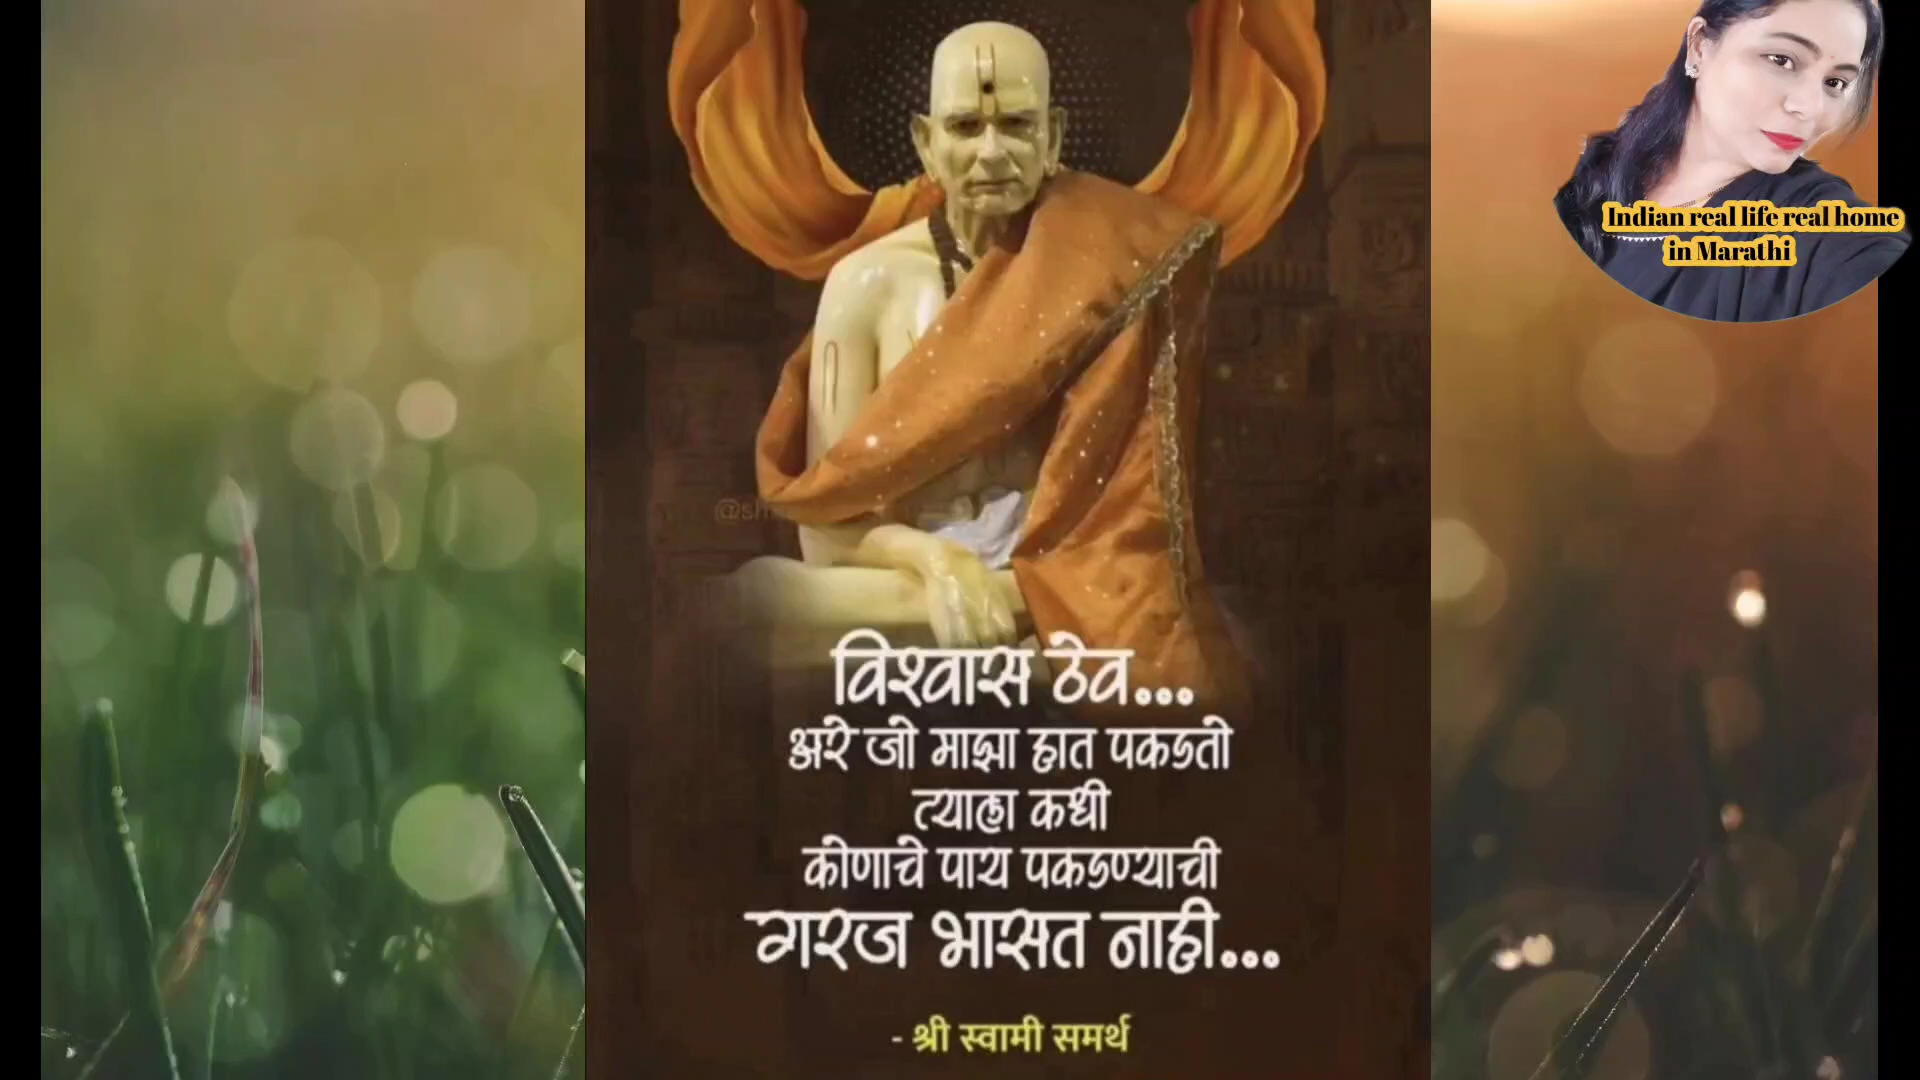 Indian real life real home
in Marathi
विश्वास ठेव...
अरे जो माझा हात पकडतो
त्याला कधी
कोणाचे पाय पकडण्याची
गरज भासत नाही...
- श्री स्वामी समर्थ